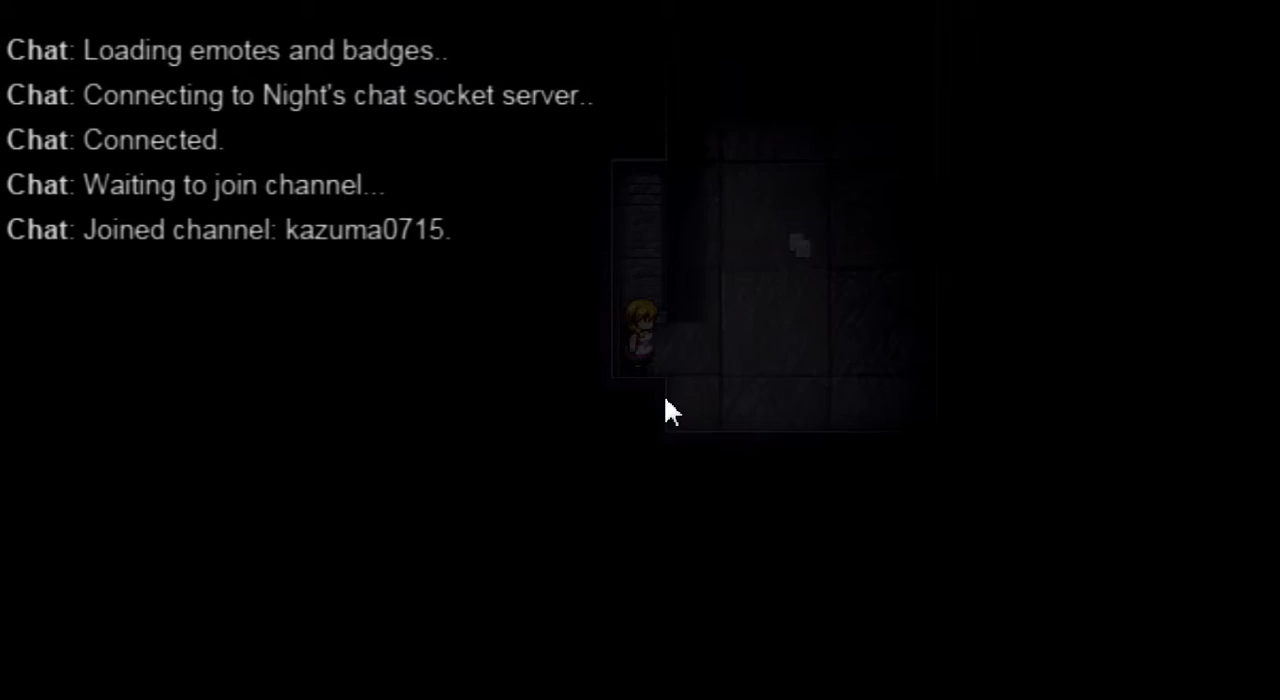 Chat: Loading emotes and badges..
Chat: Connecting to Night's chat socket server..
Chat: Connected.
Chat: Waiting to join channel...
Chat: Joined channel: kazuma0715.